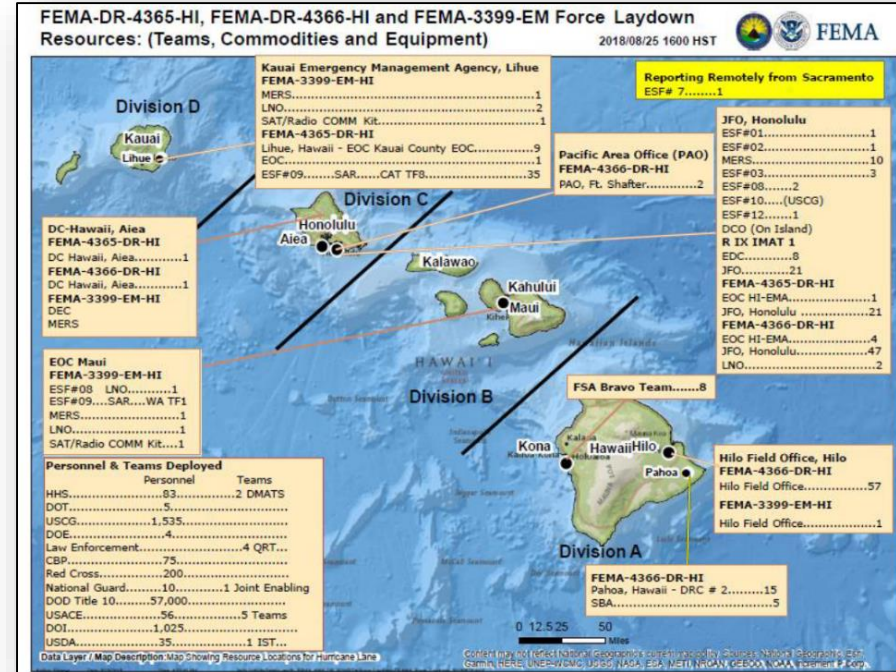 FEMA-DR-4365-HI, FEMA-DR-4366-HI and FEMA-3399-EM Force Laydown
Resources: (Teams, Commodities and Equipment)
2018/08/25 1600 HST
FEMA
Kauai Emergency Management Agency, Lihue
FEMA-3399-EM-HI
MERS...1
LNO...2
SAT/Radio COMM Kit...1
FEMA-4365-DR-HI
Lihue, Hawaii - EOC Kauai County EOC...9
EOC...1
ESF#09......SAR......CAT TF8...35
Reporting Remotely from Sacramento
ESF# 7........1
Division D
Kauai
Lihue
Pacific Area Office (PAO)
FEMA-4366-DR-HI
PAO, Ft. Shafter............2
JFO, Honolulu
ESF#01...1
ESF#02...1
MERS...10
ESF#03...3
ESF#08.......2
ESF#10....(USCG)
ESF#12.......1
DCO (On Island)
R IX IMAT 1
EDC...8
JFO...21
FEMA-4365-DR-HI
EOC HI-EMA...1
JFO, Honolulu ...21
FEMA-4366-DR-HI
EOC HI-EMA...4
JFO, Honolulu...47
LNO...2
Division C
Honolulu
Aiea
DC-Hawaii, Aiea
FEMA-4365-DR-HI
DC Hawaii, Aiea..........1
FEMA-4366-DR-HI
DC Hawaii, Aiea..........1
FEMA-3399-EM-HI
DEC
MERS
Kalawao
Kahului
Maui
HAWAI'I
EOC Maui
FEMA-3399-EM-HI
ESF#08 LNO...........1
ESF#09....SAR....WA TF1
MERS...1
LNO...1
SAT/Radio COMM Kit....1
Division B
FSA Bravo Team.......8
Kona
Hawaii
Hilo
Pahoa
Hilo Field Office, Hilo
FEMA-4366-DR-HI
Hilo Field Office...57
FEMA-3399-EM-HI
Hilo Field Office...1
Division A
FEMA-4366-DR-HI
Pahoa, Hawaii - DRC # 2........15
SBA...5
Personnel & Teams Deployed
Personnel Teams
HHS...83...2 DMATS
DOT...5...
USCG...1,535...
DOE...4...
Law Enforcement...4 QRT...
CBP...75...
Red Cross...200...
National Guard...10...1 Joint Enabling
DOD Title 10...57,000...
USACE...56...5 Teams
DOI...1,025...
USDA...35...1 IST...
0 12.5 25 50
Miles
Data Layer / Map Description: Map Showing Resource Locations for Hurricane Lane